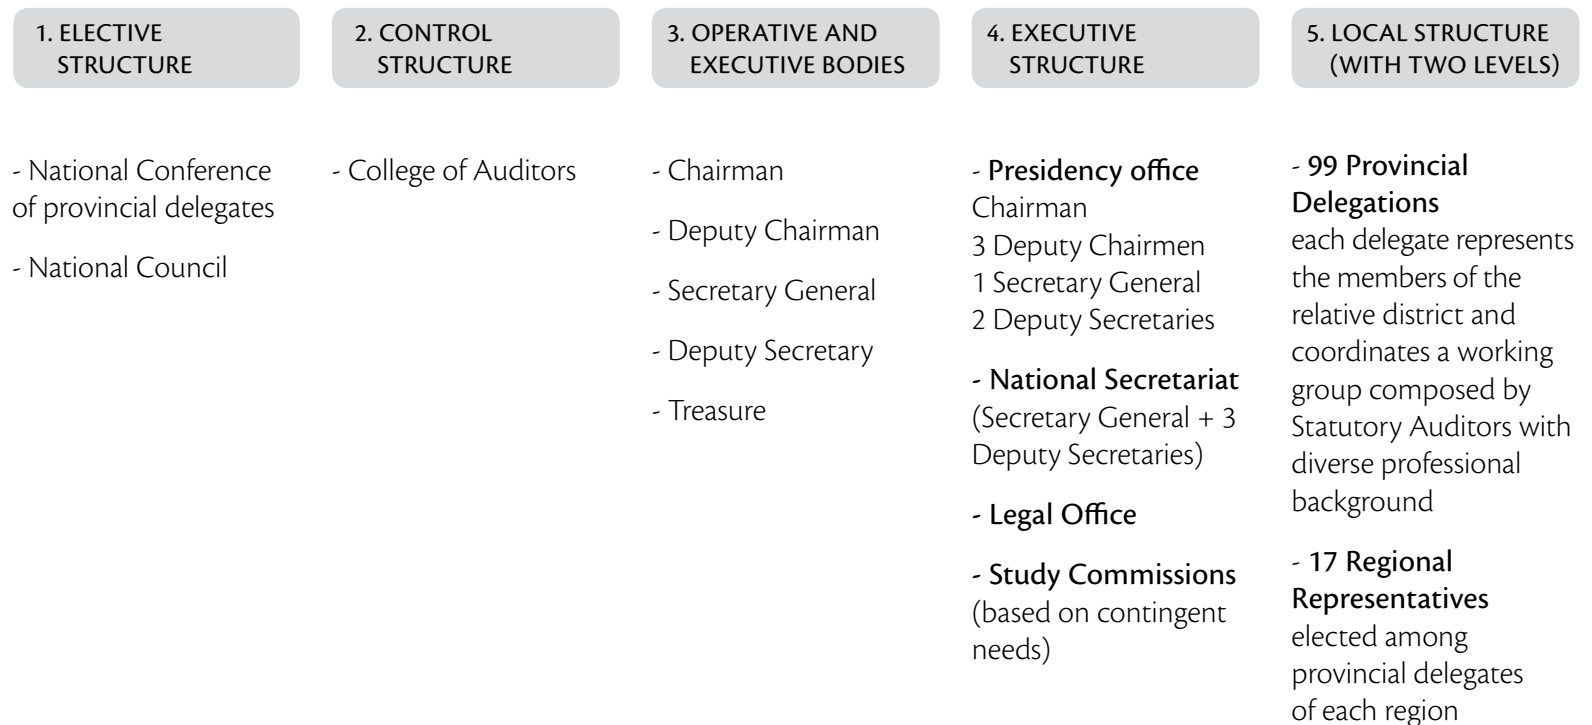 1. ELECTIVE
STRUCTURE
- National Conference
of provincial delegates
- National Council
2. CONTROL
STRUCTURE
- College of Auditors
3. OPERATIVE AND
EXECUTIVE BODIES
- Chairman
- Deputy Chairman
- Secretary General
- Deputy Secretary
- Treasure
4. EXECUTIVE
STRUCTURE
- Presidency office
Chairman
3 Deputy Chairmen
1 Secretary General
2 Deputy Secretaries
- National Secretariat
(Secretary General + 3
Deputy Secretaries)
- Legal Office
- Study Commissions
(based on contingent
needs)
5. LOCAL STRUCTURE
(WITH TWO LEVELS)
- 99 Provincial
Delegations
each delegate represents
the members of the
relative district and
coordinates a working
group composed by
Statutory Auditors with
diverse professional
background
- 17 Regional
Representatives
elected among
provincial delegates
of each region